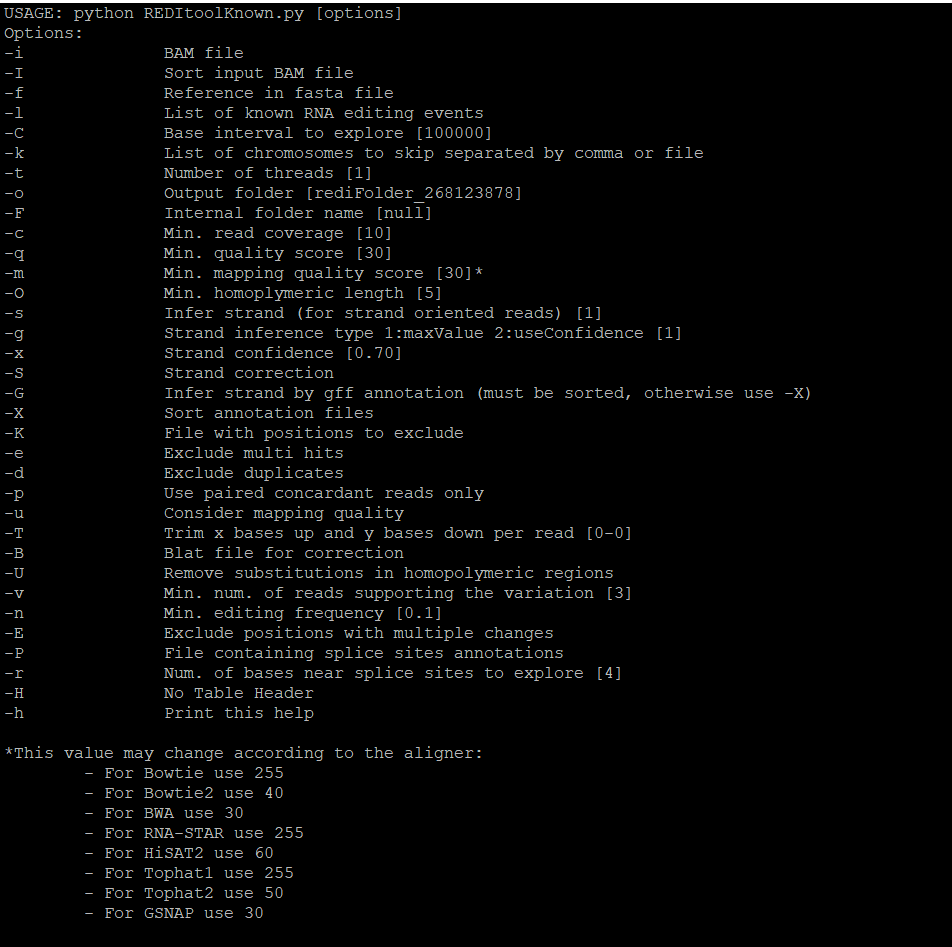 USAGE: python REDItoolKnown.py [options]
Options:
-i              BAM file
-I              Sort input BAM file
-f              Reference in fasta file
-l              List of known RNA editing events
-C              Base interval to explore [100000]
-k              List of chromosomes to skip separated by comma or file
-t              Number of threads [1]
-o              Output folder [rediFolder_268123878]
-F              Internal folder name [null]
-c              Min. read coverage [10]
-q              Min. quality score [30]
-m              Min. mapping quality score [30]*
-O              Min. homoplymeric length [5]
-s              Infer strand (for strand oriented reads) [1]
-g              Strand inference type 1:maxValue 2:useConfidence [1]
-x              Strand confidence [0.70]
-S              Strand correction
-G              Infer strand by gff annotation (must be sorted, otherwise use -X)
-X              Sort annotation files
-K              File with positions to exclude
-e              Exclude multi hits
-d              Exclude duplicates
-p              Use paired concardant reads only
-u              Consider mapping quality
-T              Trim x bases up and y bases down per read [0-0]
-B              Blat file for correction
-U              Remove substitutions in homopolymeric regions
-v              Min. num. of reads supporting the variation [3]
-n              Min. editing frequency [0.1]
-E              Exclude positions with multiple changes
-P              File containing splice sites annotations
-r              Num. of bases near splice sites to explore [4]
-H              No Table Header
-h              Print this help
*This value may change according to the aligner:
        - For Bowtie use 255
        - For Bowtie2 use 40
        - For BWA use 30
        - For RNA-STAR use 255
        - For HiSAT2 use 60
        - For Tophat1 use 255
        - For Tophat2 use 50
        - For GSNAP use 30